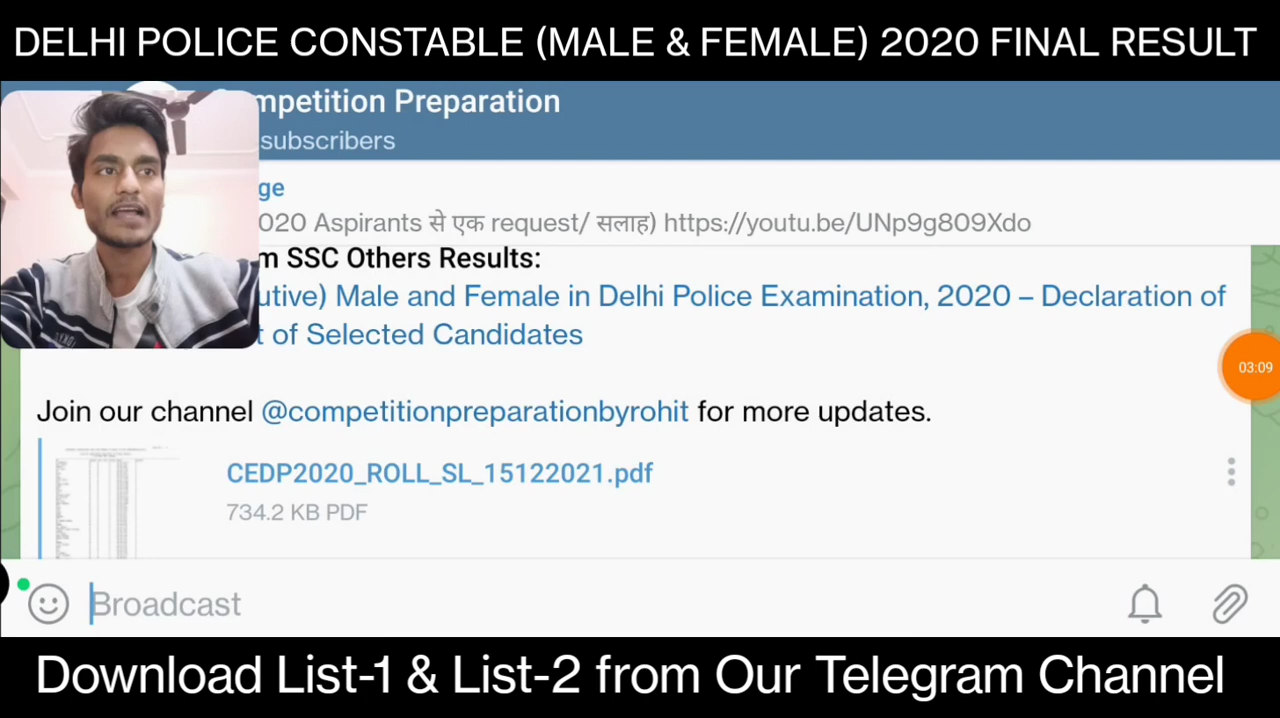 DELHI POLICE CONSTABLE (MALE & FEMALE) 2020 FINAL RESULT
mpetition Preparation
subscribers
ge
020 Aspirants से एक request/ सलाह) https://youtu.be/UNp9g809Xdo
m SSC Others Results:
utive) Male and Female in Delhi Police Examination, 2020 – Declaration of
t of Selected Candidates
03:09
Join our channel @competitionpreparationbyrohit for more updates.
CEDP2020_ROLL_SL_15122021.pdf
734.2 KB PDF
Broadcast
Download List-1 & List-2 from Our Telegram Channel